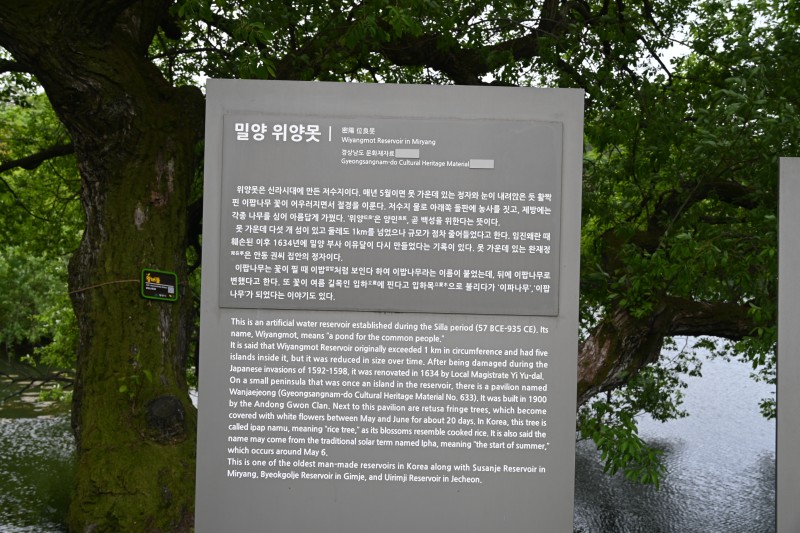 밀양 위양못
密陽 位良못
Wiyangmot Reservoir in Miryang
경상남도 문화재자료
Gyeongsangnam-do Cultural Heritage Material
위양못은 신라시대에 만든 저수지이다. 매년 5월이면 못 가운데 있는 정자와 눈이 내려앉은 듯 활짝
핀 이팝나무 꽃이 어우러지면서 절경을 이룬다. 저수지 물로 아래쪽 들판에 농사를 짓고, 제방에는
각종 나무를 심어 아름답게 가꿨다. '위양'은 양민, 곧 백성을 위한다는 뜻이다.
못 가운데 다섯 개 섬이 있고 둘레도 1km를 넘었으나 규모가 점차 줄어들었다고 한다. 임진왜란 때
훼손된 이후 1634년에 밀양 부사 이유달이 다시 만들었다는 기록이 있다. 못 가운데 있는 완재정
은 안동 권씨 집안의 정자이다.
이팝나무는 꽃이 필 때 이밥처럼 보인다 하여 이밥나무라는 이름이 붙었는데, 뒤에 이팝나무로
변했다고 한다. 또 꽃이 여름 길목인 입하에 핀다고 입하목으로 불리다가 '이파나무', '이팝
나무'가 되었다는 이야기도 있다.
This is an artificial water reservoir established during the Silla period (57 BCE-935 CE). Its
name, Wiyangmot, means "a pond for the common people."
It is said that Wiyangmot Reservoir originally exceeded 1 km in circumference and had five
islands inside it, but it was reduced in size over time. After being damaged during the
Japanese invasions of 1592-1598, it was renovated in 1634 by Local Magistrate Yi Yu-dal.
On a small peninsula that was once an island in the reservoir, there is a pavilion named
Wanjaejeong (Gyeongsangnam-do Cultural Heritage Material No. 633). It was built in 1900
by the Andong Gwon Clan. Next to this pavilion are retusa fringe trees, which become
covered with white flowers between May and June for about 20 days. In Korea, this tree is
called ipap namu, meaning "rice tree," as its blossoms resemble cooked rice. It is also said the
name may come from the traditional solar term named Ipha, meaning "the start of summer,"
which occurs around May 6.
This is one of the oldest man-made reservoirs in Korea along with Susanje Reservoir in
Miryang, Byeokgolje Reservoir in Gimje, and Uirimji Reservoir in Jecheon.